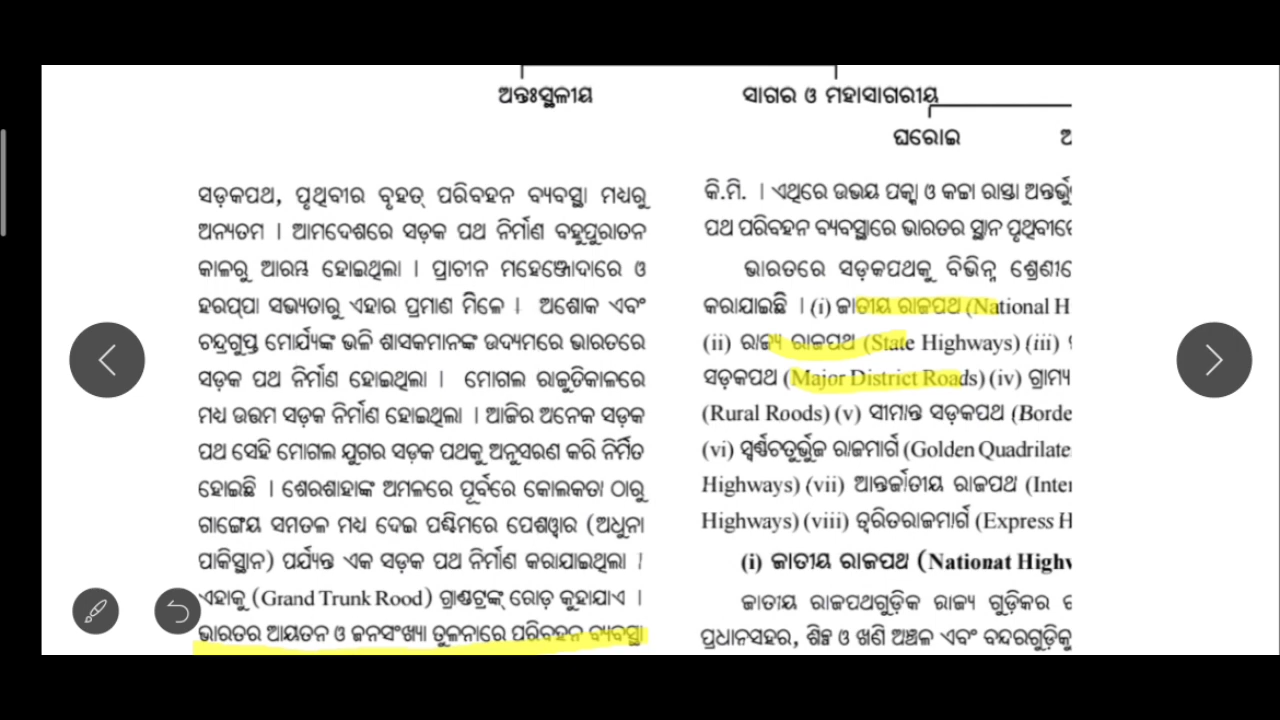 ଅନ୍ତଃସ୍ଥଳୀୟ
ସାଗର ଓ ମହାସାଗରୀୟ
ଘରୋଇ
ସଡ଼କପଥ, ପୃଥିବୀର ବୃହତ୍ ପରିବହନ ବ୍ୟବସ୍ଥା ମଧ୍ୟରୁ
ଅନ୍ୟତମ । ଆମଦେଶରେ ସଡ଼କ ପଥ ନିର୍ମାଣ ବହୁପୁରାତନ
କାଳରୁ ଆରମ୍ଭ ହୋଇଥିଲା । ପ୍ରାଚୀନ ମହେଞ୍ଜୋଦାରେ ଓ
ହରପ୍‌ପା ସଭ୍ୟତାରୁ ଏହାର ପ୍ରମାଣ ମିଳେ । ଅଶୋକ ଏବଂ
ଚନ୍ଦ୍ରଗୁପ୍ତ ମୋର୍ଯ୍ୟଙ୍କ ଭଳି ଶାସକମାନଙ୍କ ଉଦ୍ୟମରେ ଭାରତରେ
ସଡ଼କ ପଥ ନିର୍ମାଣ ହୋଇଥିଲା । ମୋଗଲ ରାଜୁତିକାଳରେ
ମଧ୍ୟ ଉତ୍ତମ ସଡ଼କ ନିର୍ମାଣ ହୋଇଥିଲା । ଆଜିର ଅନେକ ସଡ଼କ
ପଥ ସେହି ମୋଗଲ ଯୁଗର ସଡ଼କ ପଥକୁ ଅନୁସରଣ କରି ନିର୍ମିତ
ହୋଇଛି । ଶେରଶାହାଙ୍କ ଅମଳରେ ପୂର୍ବରେ କୋଲକତା ଠାରୁ
ଗାଙ୍ଗେୟ ସମତଳ ମଧ୍ୟ ଦେଇ ପଶ୍ଚିମରେ ପେଶାୱାର (ଅଧୁନା
ପାକିସ୍ଥାନ) ପର୍ଯ୍ୟନ୍ତ ଏକ ସଡ଼କ ପଥ ନିର୍ମାଣ କରାଯାଇଥିଲା ।
ଏହାକୁ (Grand Trunk Rood) ଗ୍ରାଣ୍ଡଟ୍ରଙ୍କ୍ ରୋଡ଼ କୁହାଯାଏ ।
ଭାରତର ଆୟତନ ଓ ଜନସଂଖ୍ୟା ତୁଳନାରେ ପରିବହନ ବ୍ୟବସ୍ଥା
କି.ମି. । ଏଥିରେ ଉଭୟ ପକ୍କା ଓ କଚ୍ଚା ରାସ୍ତା
ପଥ ପରିବହନ ବ୍ୟବସ୍ଥାରେ ଭାରତର ସ୍ଥାନ
ଭାରତରେ ସଡ଼କପଥକୁ ବିଭିନ୍ନ
କରାଯାଇଛି । (i) ଜାତୀୟ ରାଜପଥ (National H
(ii) ରାଜ୍ୟ ରାଜପଥ (State Highways) (iii)
ସଡ଼କପଥ (Major District Roads) (iv) ଗ୍ରାମ୍ୟ
(Rural Roods) (v) ସୀମାନ୍ତ ସଡ଼କପଥ (Borde
(vi) ସ୍ୱର୍ଣ୍ଣଚତୁର୍ଭୁଜ ରାଜମାର୍ଗ (Golden Quadrilate
Highways) (vii) ଆନ୍ତର୍ଜାତୀୟ ରାଜପଥ (Inter
Highways) (viii) ତ୍ୱରିତରାଜମାର୍ଗ (Express H
(i) ଜାତୀୟ ରାଜପଥ (Nationat Highw
ଜାତୀୟ ରାଜପଥଗୁଡ଼ିକ ରାଜ୍ୟ ଗୁଡ଼ିକର
ପ୍ରଧାନସହର, ଶିଳ୍ପ ଓ ଖଣି ଅଞ୍ଚଳ ଏବଂ ବନ୍ଦରଗୁଡ଼ିକୁ